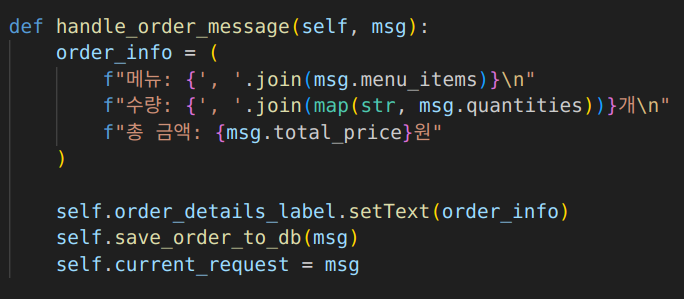 def handle_order_message(self, msg):
    order_info = (
        f"메뉴: {', '.join(msg.menu_items)}\n"
        f"수량: {', '.join(map(str, msg.quantities))}개\n"
        f"총 금액: {msg.total_price}원"
    )
    self.order_details_label.setText(order_info)
    self.save_order_to_db(msg)
    self.current_request = msg